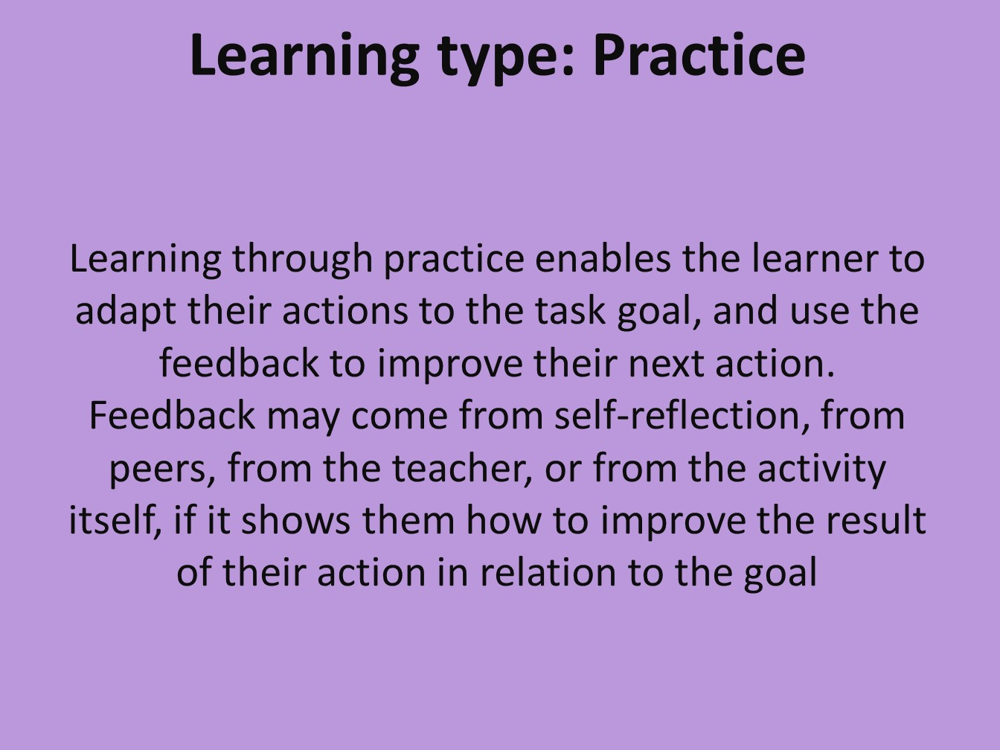 Learning type: Practice
Learning through practice enables the learner to
adapt their actions to the task goal, and use the
feedback to improve their next action.
Feedback may come from self-reflection, from
peers, from the teacher, or from the activity
itself, if it shows them how to improve the result
of their action in relation to the goal